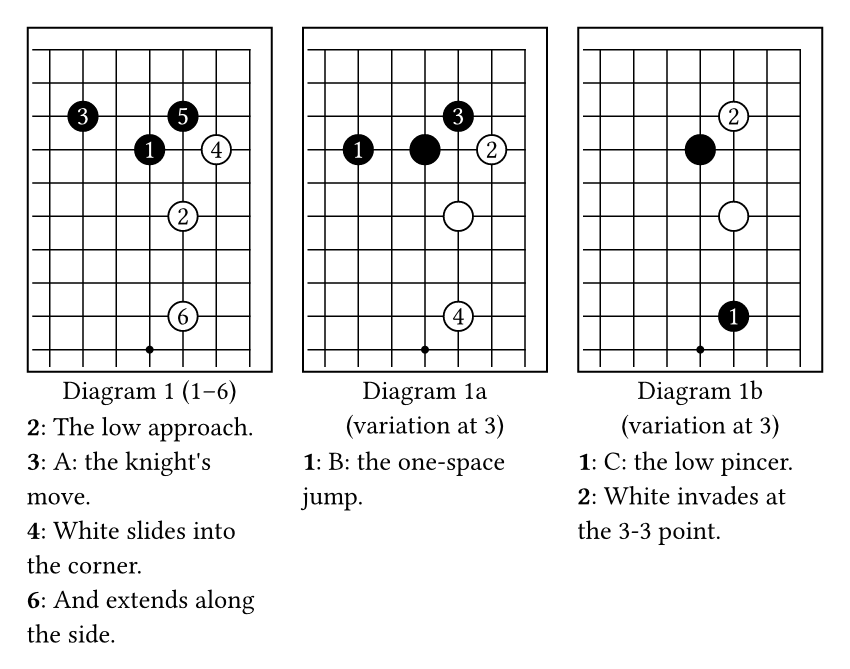 3
5
1
4
2
6
Diagram 1 (1–6)
2: The low approach.
3: A: the knight's
move.
4: White slides into
the corner.
6: And extends along
the side.
3
1
2
4
Diagram 1a
(variation at 3)
1: B: the one-space
jump.
2
1
Diagram 1b
(variation at 3)
1: C: the low pincer.
2: White invades at
the 3-3 point.